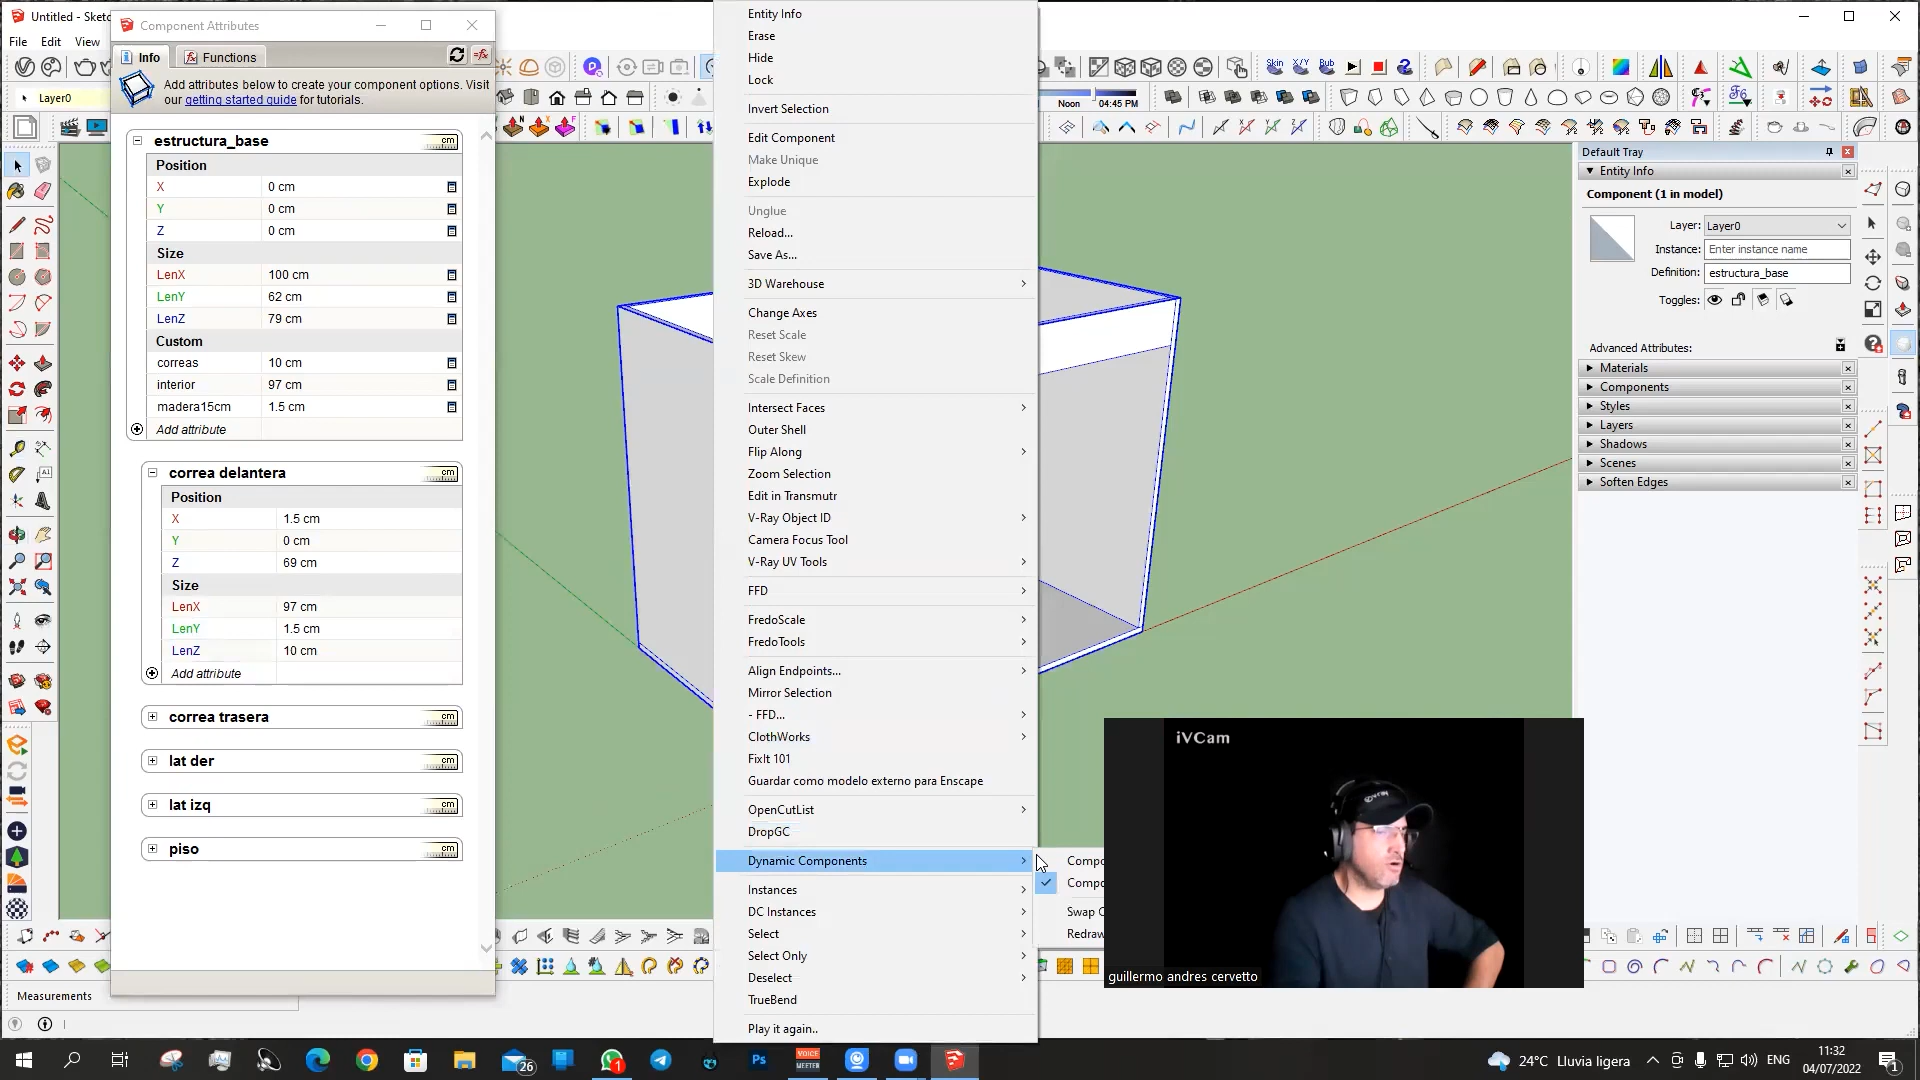 Untitled - Sketc
File
Edit
View
Layer0
Component Attributes
Info
Functions
Add attributes below to create your component options. Visit
our getting started guide for tutorials.
estructura_base
cm
Position
X 0 cm
Y 0 cm
Z 0 cm
Size
LenX 100 cm
LenY 62 cm
LenZ 79 cm
Custom
correas 10 cm
interior 97 cm
madera15cm 1.5 cm
Add attribute
correa delantera
cm
Position
X 1.5 cm
Y 0 cm
Z 69 cm
Size
LenX 97 cm
LenY 1.5 cm
LenZ 10 cm
Add attribute
correa trasera
cm
lat der
cm
lat izq
cm
piso
cm
Measurements
Entity Info
Erase
Hide
Lock
Invert Selection
Edit Component
Make Unique
Explode
Unglue
Reload...
Save As...
3D Warehouse
Change Axes
Reset Scale
Reset Skew
Scale Definition
Intersect Faces
Outer Shell
Flip Along
Zoom Selection
Edit in Transmutr
V-Ray Object ID
Camera Focus Tool
V-Ray UV Tools
FFD
FredoScale
FredoTools
Align Endpoints...
Mirror Selection
- FFD...
ClothWorks
FixIt 101
Guardar como modelo externo para Enscape
OpenCutList
DropGC
Dynamic Components
Instances
DC Instances
Select
Select Only
Deselect
TrueBend
Play it again..
Compo
Compo
Swap C
Redraw
Skin
X/Y
Bub
Noon
04:45 PM
Default Tray
Entity Info
Component (1 in model)
Layer: Layer0
Instance: Enter instance name
Definition: estructura_base
Toggles:
Advanced Attributes:
Materials
Components
Styles
Layers
Shadows
Scenes
Soften Edges
iVCam
guillermo andres cervetto
26
1
Ps
VOICE
MEETER
24°C Lluvia ligera
ENG
11:32
04/07/2022
1